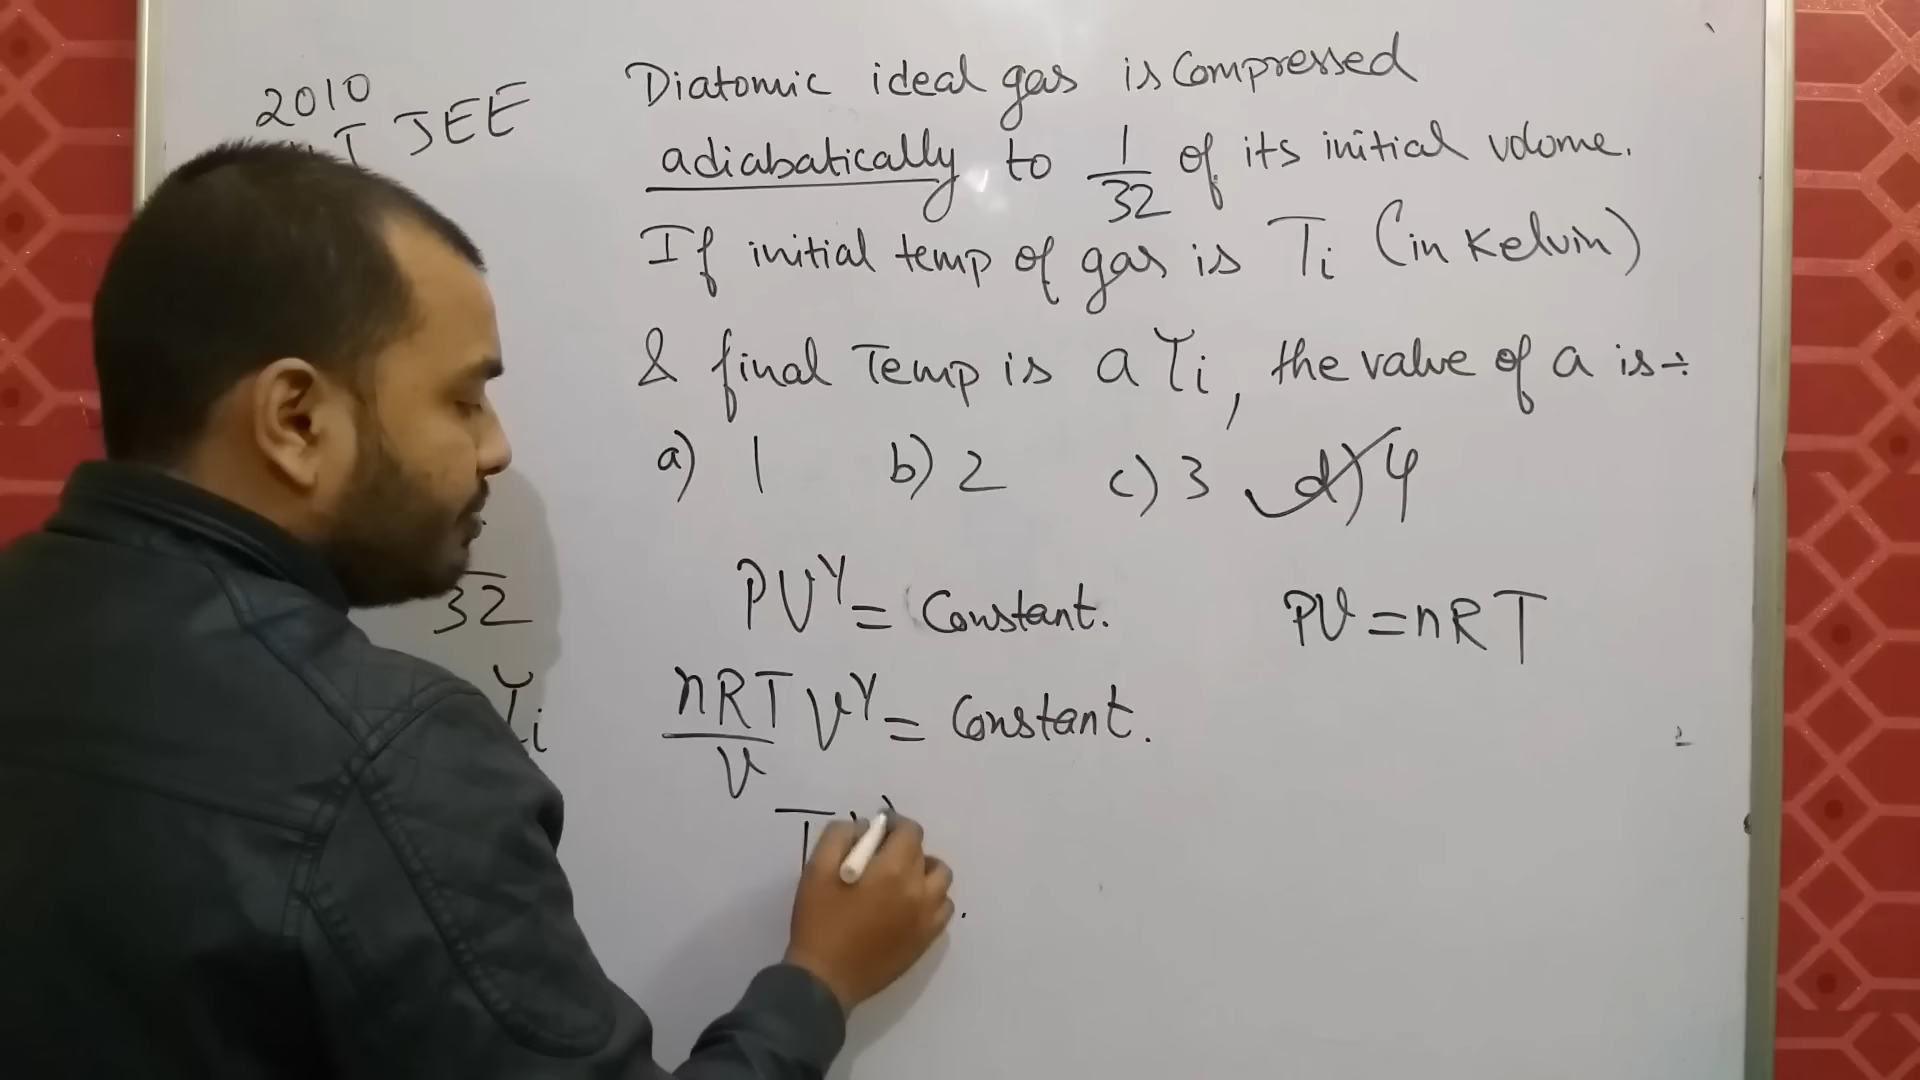 2010
JEE
Diatomic ideal gas is Compressed
adiabatically to 1/32 of its initial volome.
If initial temp of gas is Ti (in Kelvin)
& final Temp is a Ti, the value of a is÷
a) 1 b) 2 c) 3 d) 4
32
PV^γ = Constant. PV = nRT
nRT/V V^γ = Constant.
Ti
T